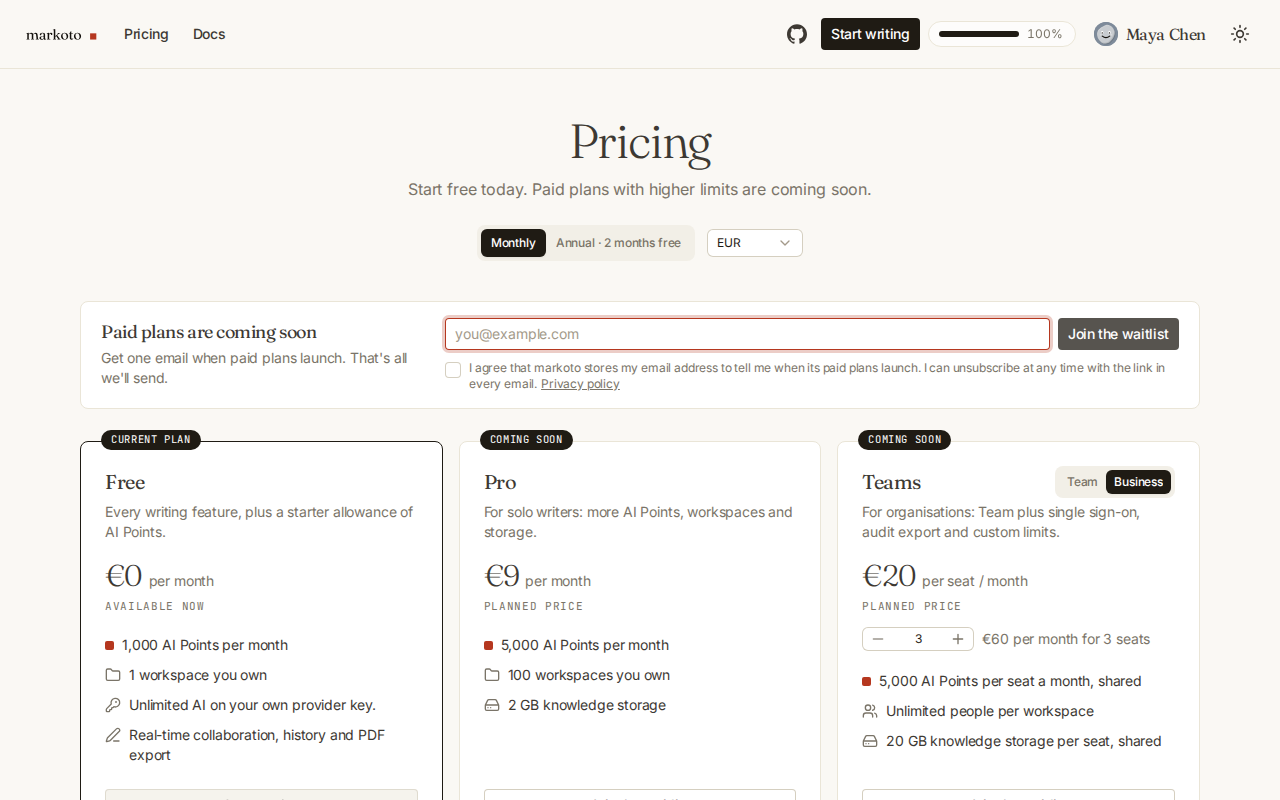 markoto
Pricing
Docs
Start writing
100%
Maya Chen
Pricing
Start free today. Paid plans with higher limits are coming soon.
Monthly
Annual · 2 months free
EUR
Paid plans are coming soon
Get one email when paid plans launch. That's all
we'll send.
you@example.com
Join the waitlist
I agree that markoto stores my email address to tell me when its paid plans launch. I can unsubscribe at any time with the link in
every email. Privacy policy
CURRENT PLAN
Free
Every writing feature, plus a starter allowance of
AI Points.
€0 per month
AVAILABLE NOW
1,000 AI Points per month
1 workspace you own
Unlimited AI on your own provider key.
Real-time collaboration, history and PDF
export
COMING SOON
Pro
For solo writers: more AI Points, workspaces and
storage.
€9 per month
PLANNED PRICE
5,000 AI Points per month
100 workspaces you own
2 GB knowledge storage
COMING SOON
Teams
Team
Business
For organisations: Team plus single sign-on,
audit export and custom limits.
€20 per seat / month
PLANNED PRICE
3
€60 per month for 3 seats
5,000 AI Points per seat a month, shared
Unlimited people per workspace
20 GB knowledge storage per seat, shared